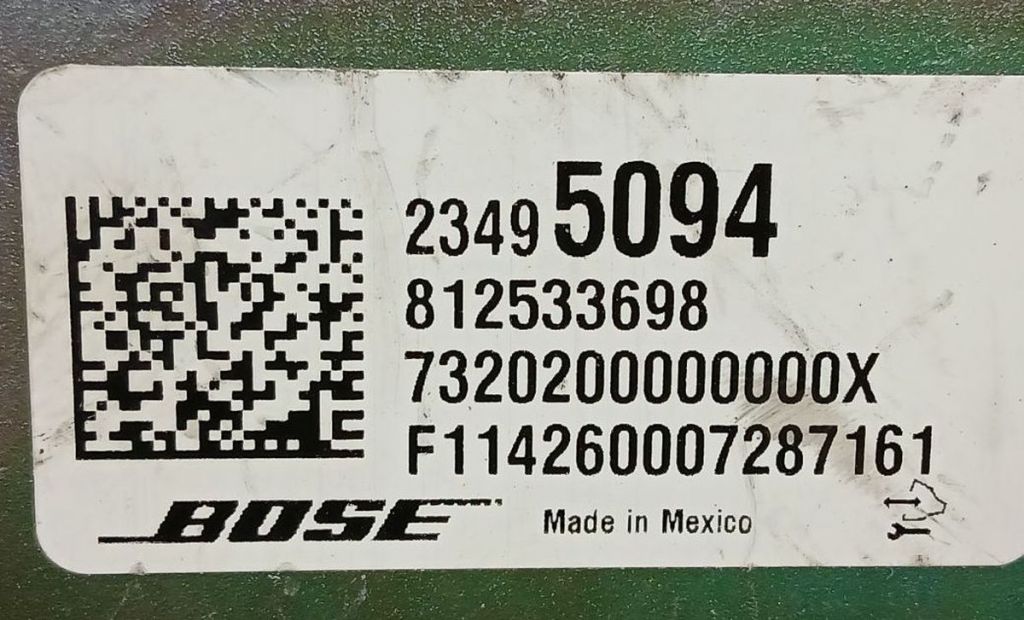 23495094
812533698
7320200000000X
F114260007287161
BOSE
Made in Mexico